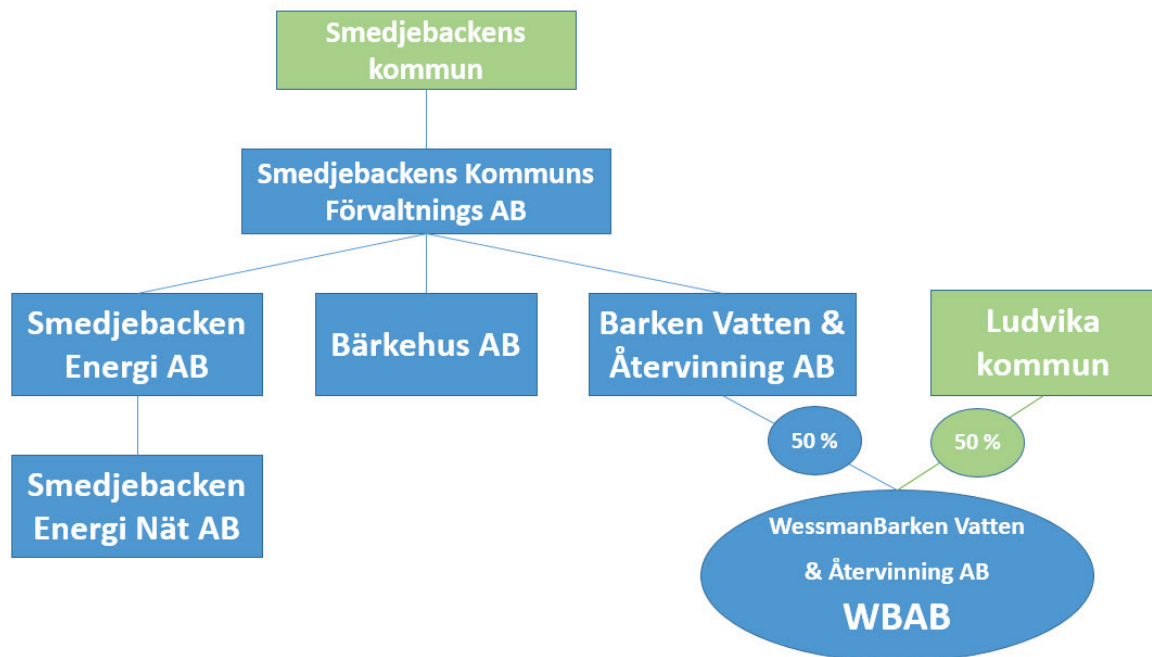 Smedjebackens
kommun
Smedjebackens Kommuns
Förvaltnings AB
Smedjebacken
Energi AB
Bärkehus AB
Barken Vatten &
Återvinning AB
Ludvika
kommun
50 %
50 %
Smedjebacken
Energi Nät AB
WessmanBarken Vatten
& Återvinning AB
WBAB